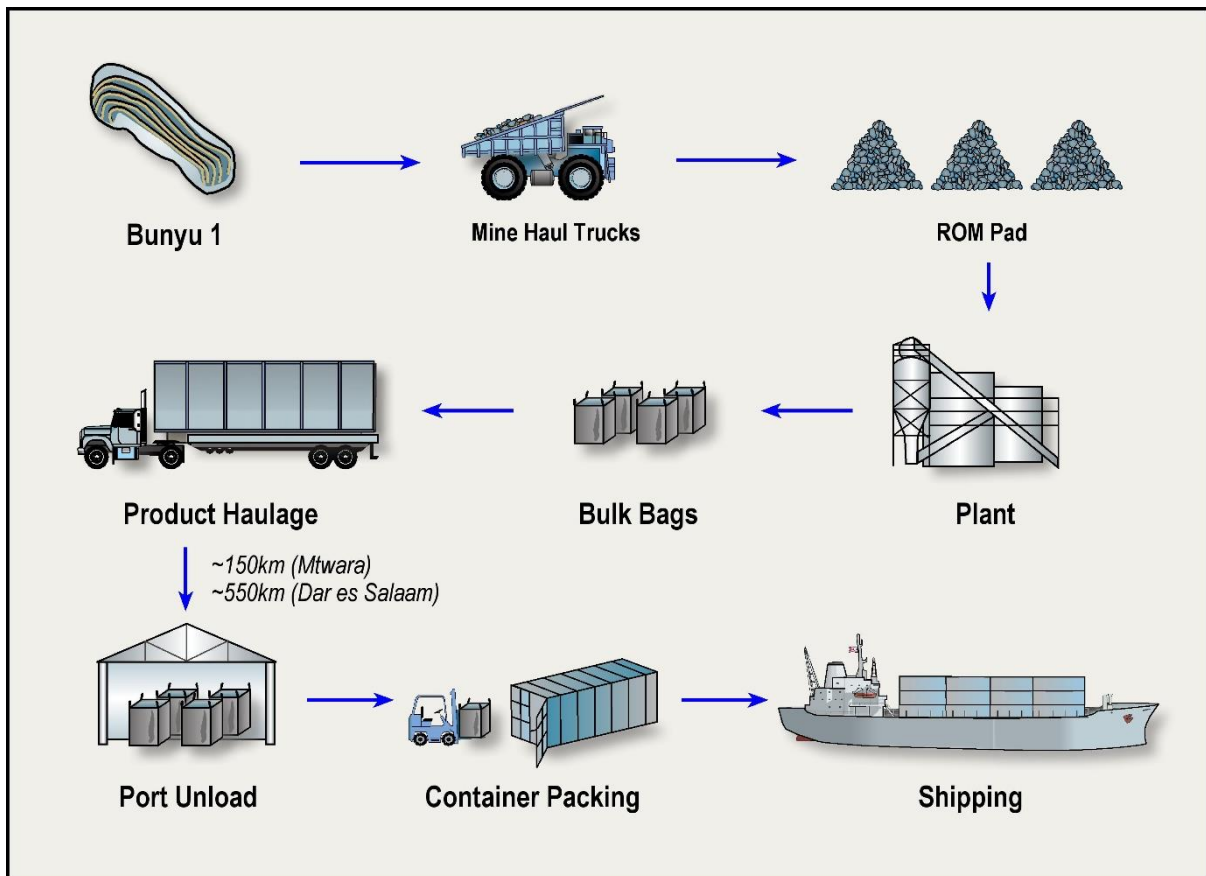 Bunyu 1
Mine Haul Trucks
ROM Pad
Product Haulage
Bulk Bags
Plant
~150km (Mtwara)
~550km (Dar es Salaam)
Port Unload
Container Packing
Shipping